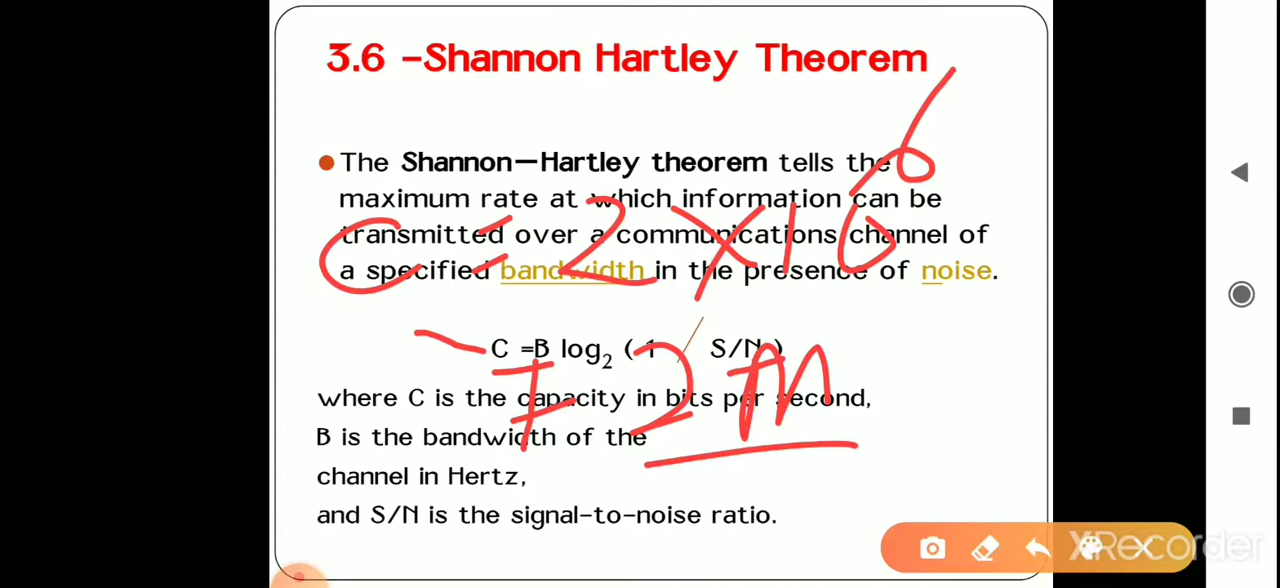 3.6 –Shannon Hartley Theorem
The Shannon–Hartley theorem tells the
maximum rate at which information can be
transmitted over a communications channel of
a specified bandwidth in the presence of noise.
C = 2 × 10^6
C =B log₂ ( 1 S/N )
= 2 M
where C is the capacity in bits per second,
B is the bandwidth of the
channel in Hertz,
and S/N is the signal-to-noise ratio.
XRecorder